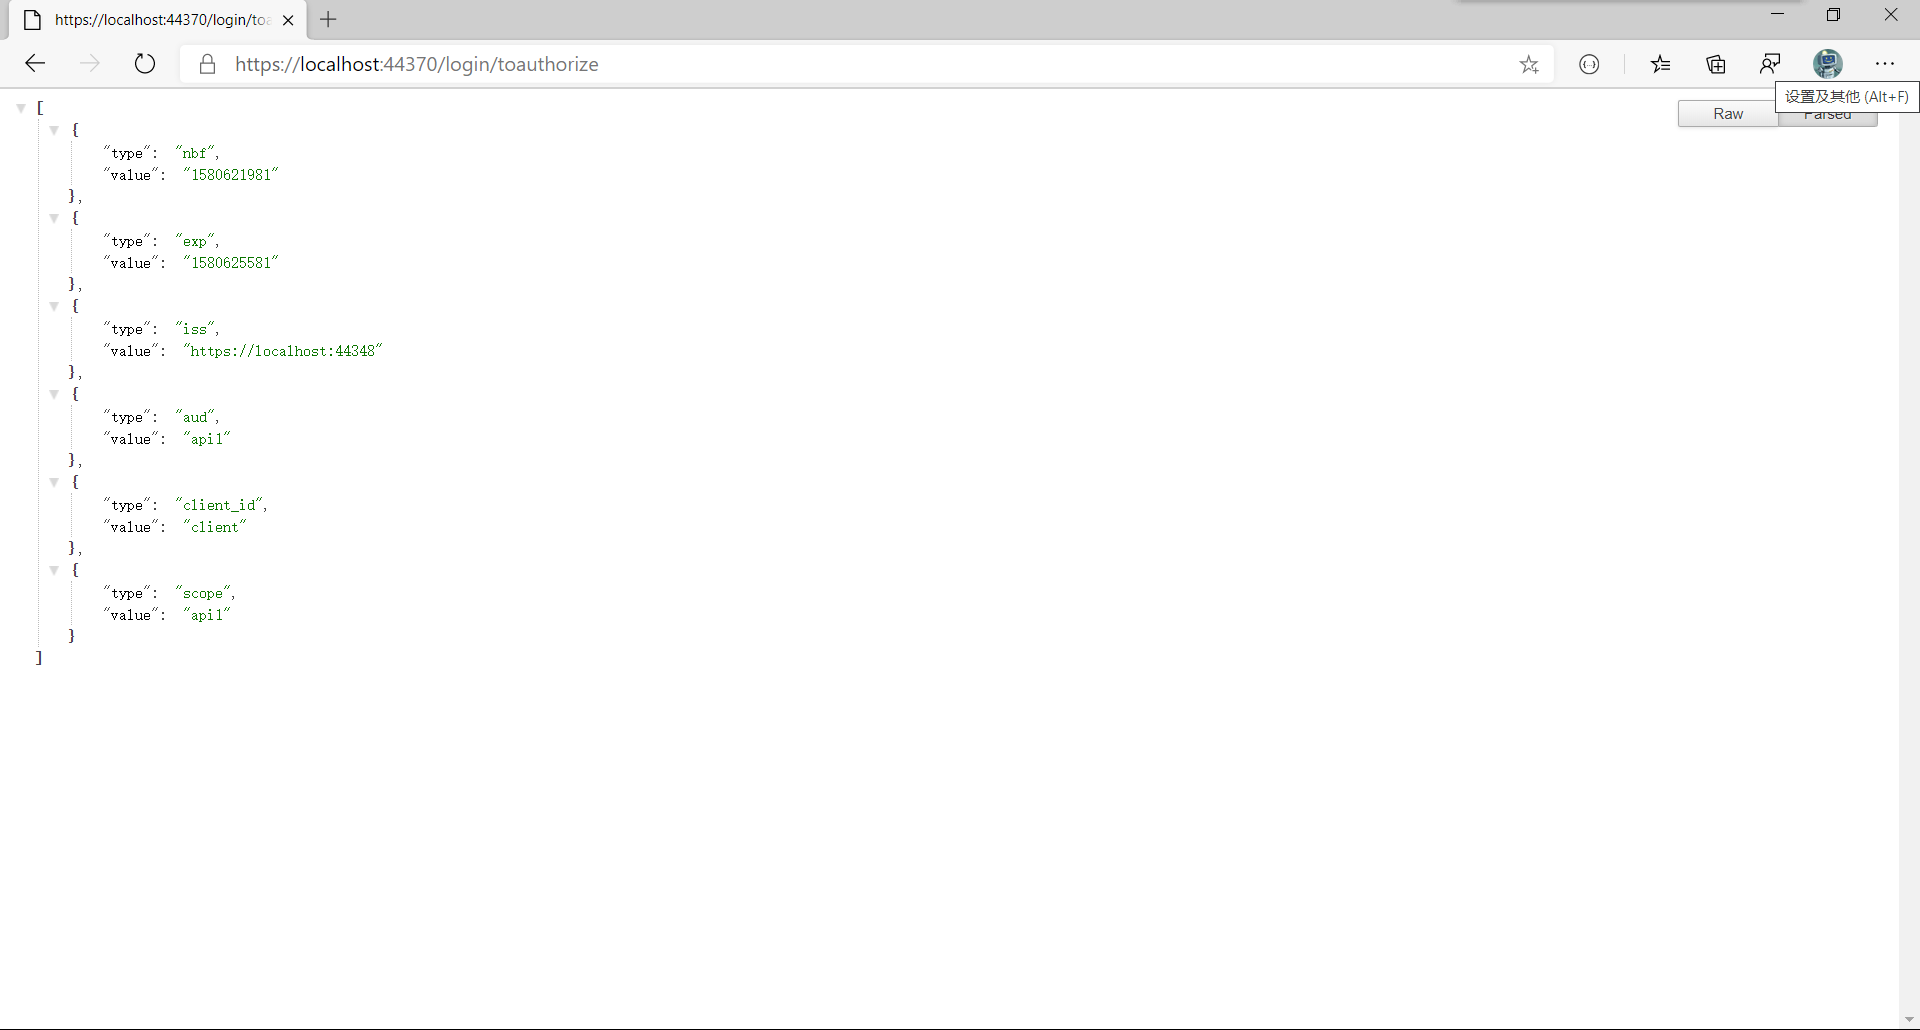 https://localhost:44370/login/toa
https://localhost:44370/login/toauthorize
设置及其他 (Alt+F)
Raw
Parsed
[
{
"type": "nbf",
"value": "1580621981"
},
{
"type": "exp",
"value": "1580625581"
},
{
"type": "iss",
"value": "https://localhost:44348"
},
{
"type": "aud",
"value": "api1"
},
{
"type": "client_id",
"value": "client"
},
{
"type": "scope",
"value": "api1"
}
]